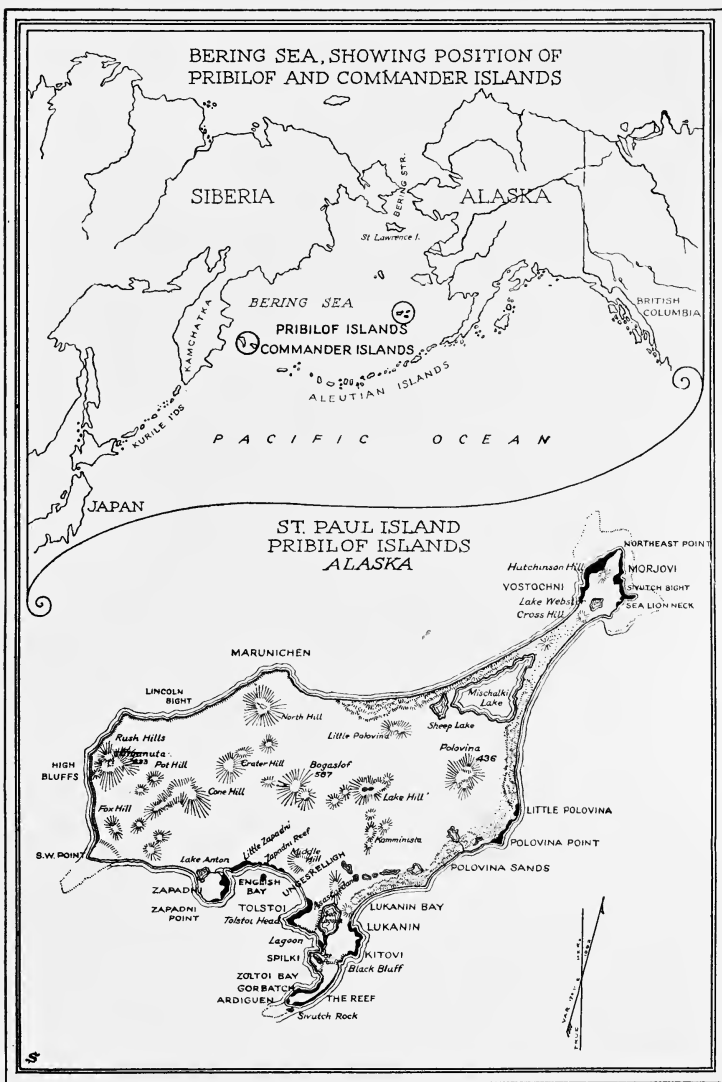 BERING SEA, SHOWING POSITION OF
PRIBILOF AND COMMANDER ISLANDS
SIBERIA
BERING STR.
ALASKA
St Lawrence I.
KAMCHATKA
BERING SEA
BRITISH
COLUMBIA
PRIBILOF ISLANDS
COMMANDER ISLANDS
ALEUTIAN ISLANDS
KURILE I'DS
PACIFIC OCEAN
JAPAN
ST. PAUL ISLAND
PRIBILOF ISLANDS
ALASKA
NORTHEAST POINT
Hutchinson Hill
MORJOVI
VOSTOCHNI
SIVUTCH BIGHT
Lake Webster
SEA LION NECK
Cross Hill
MARUNICHEN
LINCOLN
BIGHT
Mischalki
Lake
North Hill
Sheep Lake
Little Polovina
Rush Hills
Polovina
436
HIGH
BLUFFS
Pot Hill
Crater Hill
Bogaslof
587
Cone Hill
Lake Hill
Fox Hill
LITTLE POLOVINA
Kamminista
POLOVINA POINT
Little Zapadni
Zapadni Reef
Middle
Hill
S.W. POINT
Lake Anton
POLOVINA SANDS
UNGESRELLIGH
ZAPADNI
ENGLISH
BAY
ZAPADNI
POINT
TOLSTOI
LUKANIN BAY
Tolstoi Head
LUKANIN
Lagoon
SPILKI
KITOVI
Black Bluff
ZOLTOI BAY
GORBATCH
ARDIGUEN
THE REEF
Sivutch Rock
TRUE